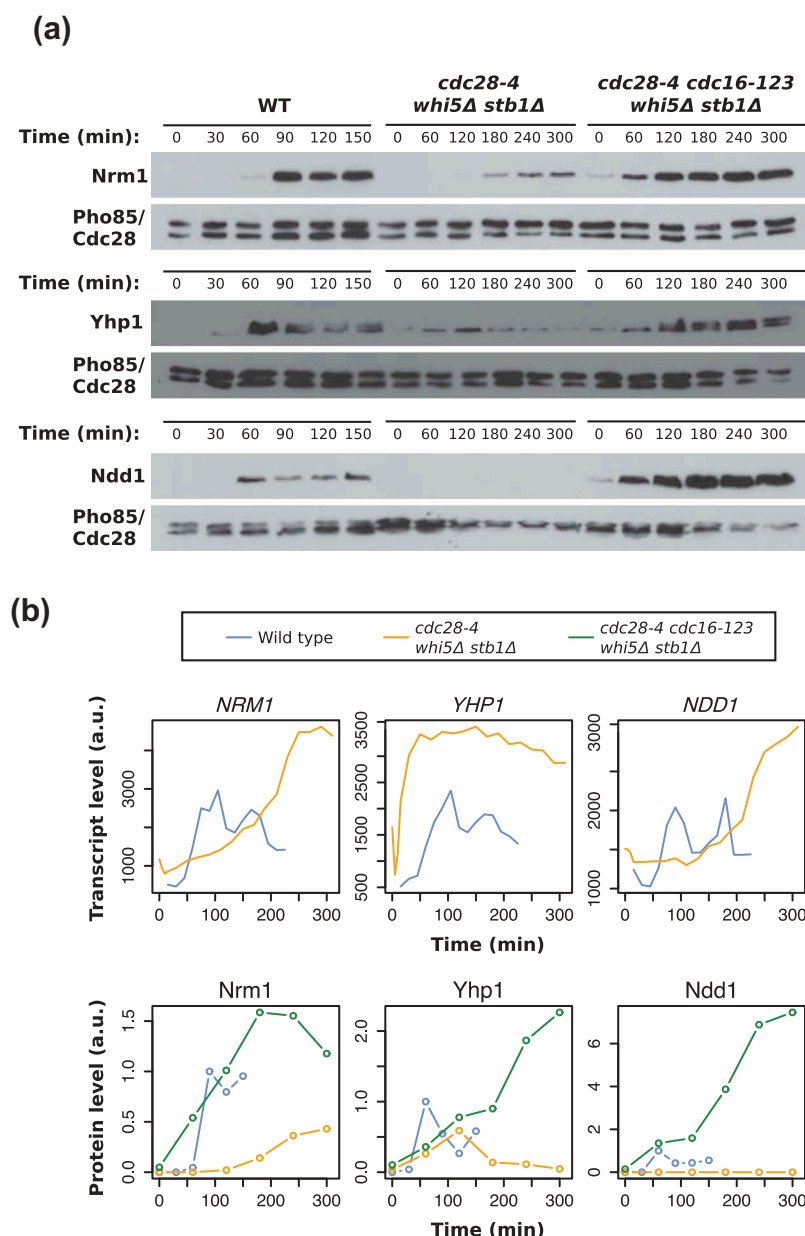 (a)
WT
cdc28-4
whi5Δ stb1Δ
cdc28-4 cdc16-123
whi5Δ stb1Δ
Time (min): 0 30 60 90 120 150 0 60 120 180 240 300 0 60 120 180 240 300
Nrm1
Pho85/
Cdc28
Time (min): 0 30 60 90 120 150 0 60 120 180 240 300 0 60 120 180 240 300
Yhp1
Pho85/
Cdc28
Time (min): 0 30 60 90 120 150 0 60 120 180 240 300 0 60 120 180 240 300
Ndd1
Pho85/
Cdc28
(b)
Wild type
cdc28-4
whi5Δ stb1Δ
cdc28-4 cdc16-123
whi5Δ stb1Δ
NRM1
YHP1
NDD1
Transcript level (a.u.)
1000 3000
500 1500 2500 3500
1000 2000 3000
0 100 200 300
0 100 200 300
0 100 200 300
Time (min)
Nrm1
Yhp1
Ndd1
Protein level (a.u.)
0.0 0.5 1.0 1.5
0.0 1.0 2.0
0 2 4 6
0 100 200 300
0 100 200 300
0 100 200 300
Time (min)